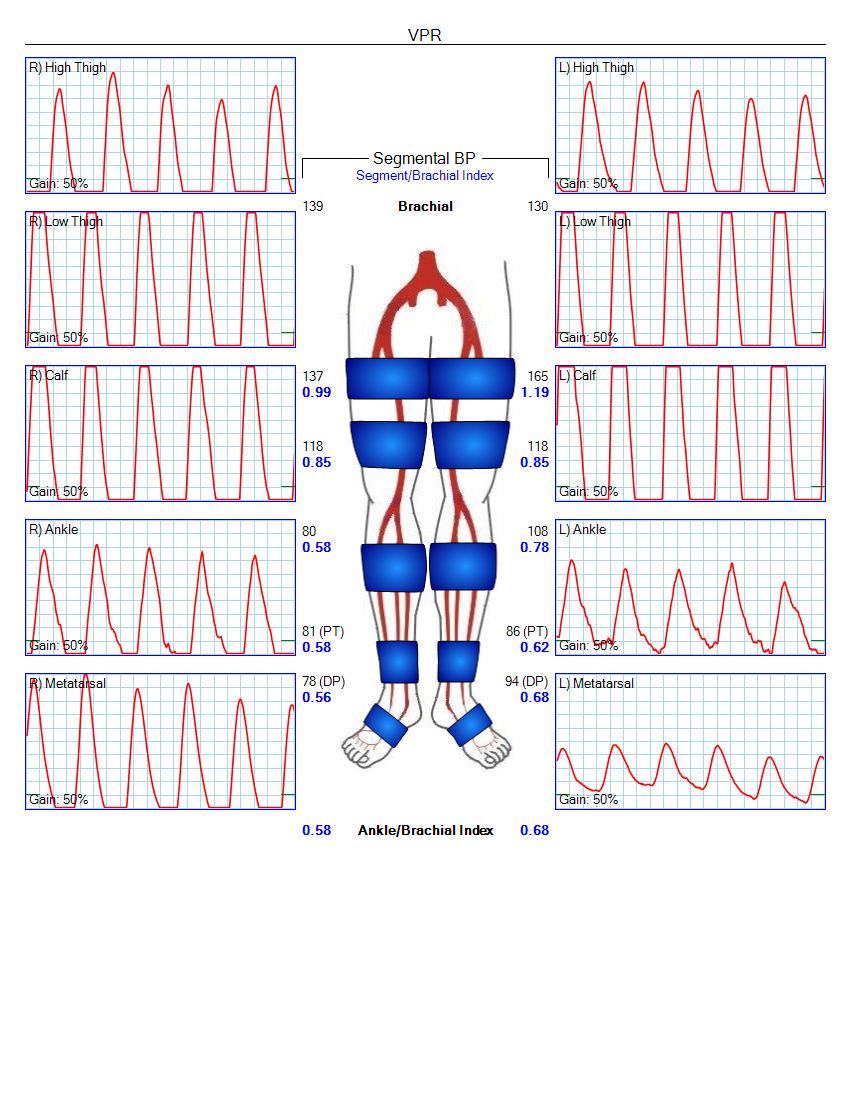 VPR
R) High Thigh
Gain: 50%
R) Low Thigh
Gain: 50%
R) Calf
Gain: 50%
R) Ankle
Gain: 50%
R) Metatarsal
Gain: 50%
Segmental BP
Segment/Brachial Index
139 Brachial 130
137 165
0.99 1.19
118 118
0.85 0.85
80 108
0.58 0.78
81 (PT) 86 (PT)
0.58 0.62
78 (DP) 94 (DP)
0.56 0.68
0.58 Ankle/Brachial Index 0.68
L) High Thigh
Gain: 50%
L) Low Thigh
Gain: 50%
L) Calf
Gain: 50%
L) Ankle
Gain: 50%
L) Metatarsal
Gain: 50%